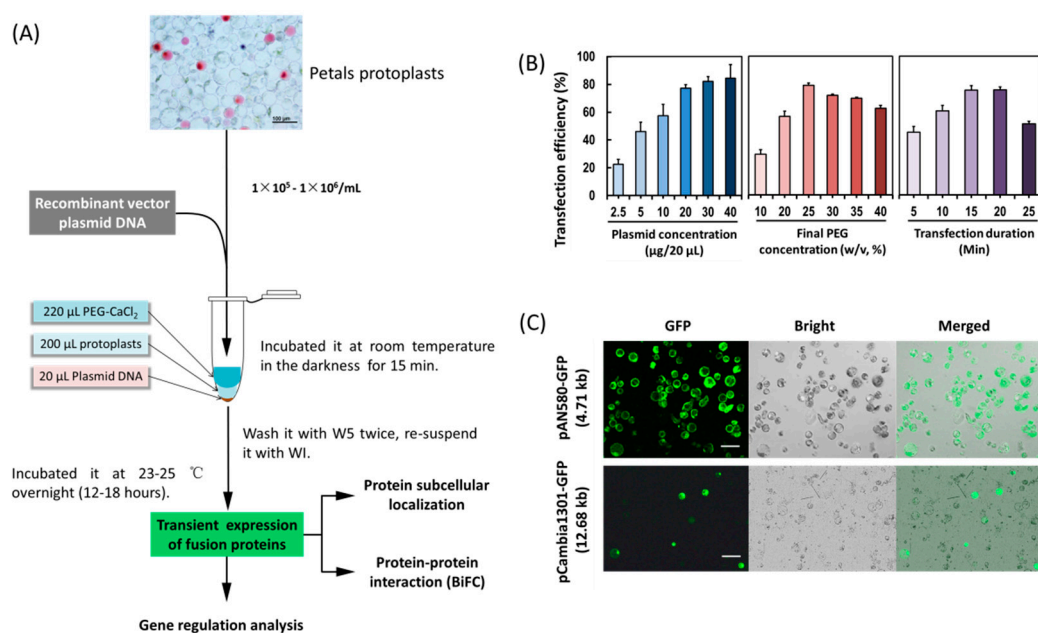 (A)
100 μm
Petals protoplasts
1×10⁵ - 1×10⁶/mL
Recombinant vector
plasmid DNA
220 μL PEG-CaCl₂
200 μL protoplasts
20 μL Plasmid DNA
Incubated it at room temperature
in the darkness for 15 min.
Wash it with W5 twice, re-suspend
it with WI.
Incubated it at 23-25 ℃
overnight (12-18 hours).
Transient expression
of fusion proteins
Protein subcellular
localization
Protein-protein
interaction (BiFC)
Gene regulation analysis
(B)
Transfection efficiency (%)
100
80
60
40
20
0
2.5 5 10 20 30 40
Plasmid concentration
(μg/20 μL)
10 20 25 30 35 40
Final PEG
concentration (w/v, %)
5 10 15 20 25
Transfection duration
(Min)
(C)
GFP Bright Merged
pAN580-GFP
(4.71 kb)
pCambia1301-GFP
(12.68 kb)